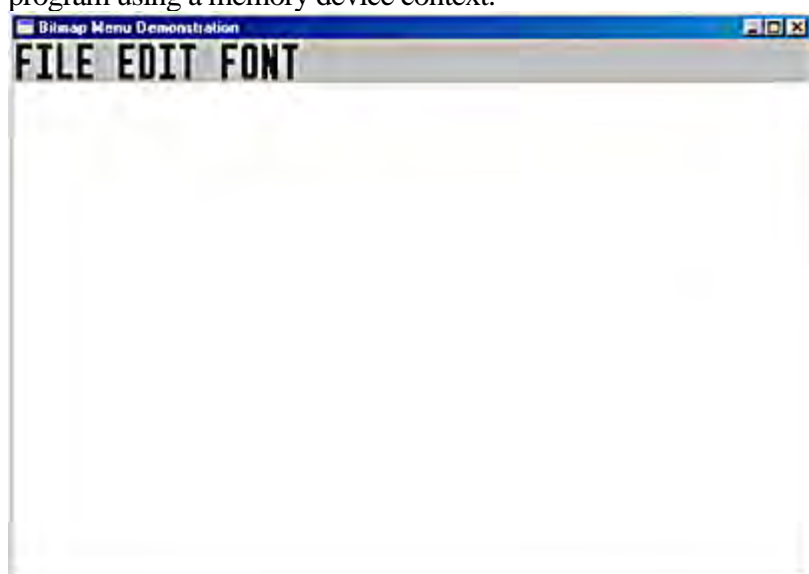 program using a memory device context.
Bitmap Menu Demonstration
FILE EDIT FONT